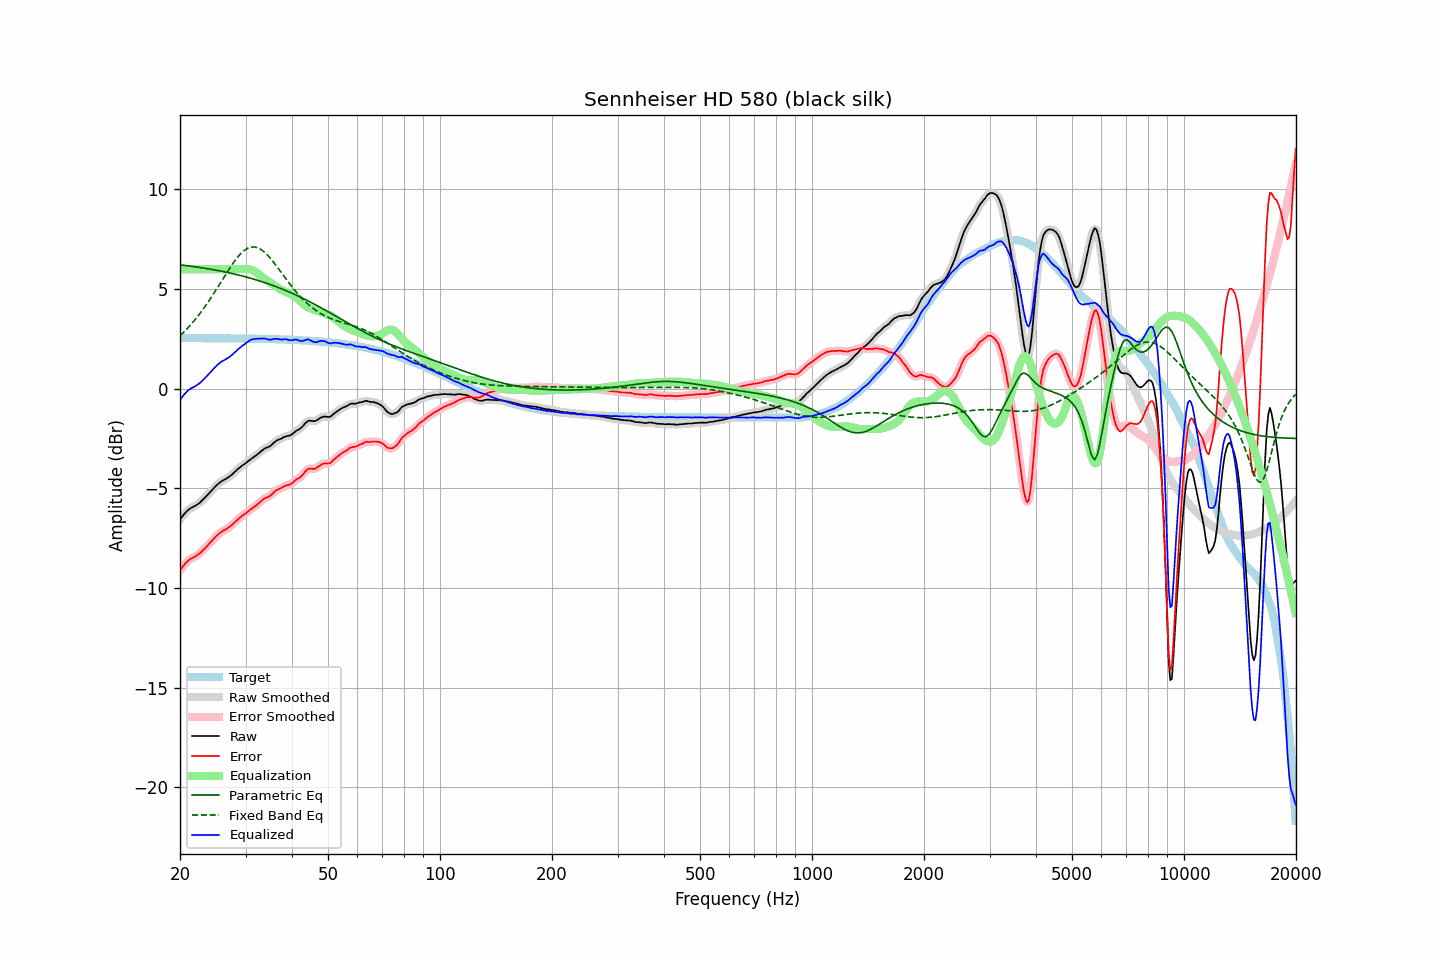 Sennheiser HD 580 (black silk)
10
5
0
−5
−10
−15
−20
Amplitude (dBr)
Target
Raw Smoothed
Error Smoothed
Raw
Error
Equalization
Parametric Eq
Fixed Band Eq
Equalized
20 50 100 200 500 1000 2000 5000 10000 20000
Frequency (Hz)